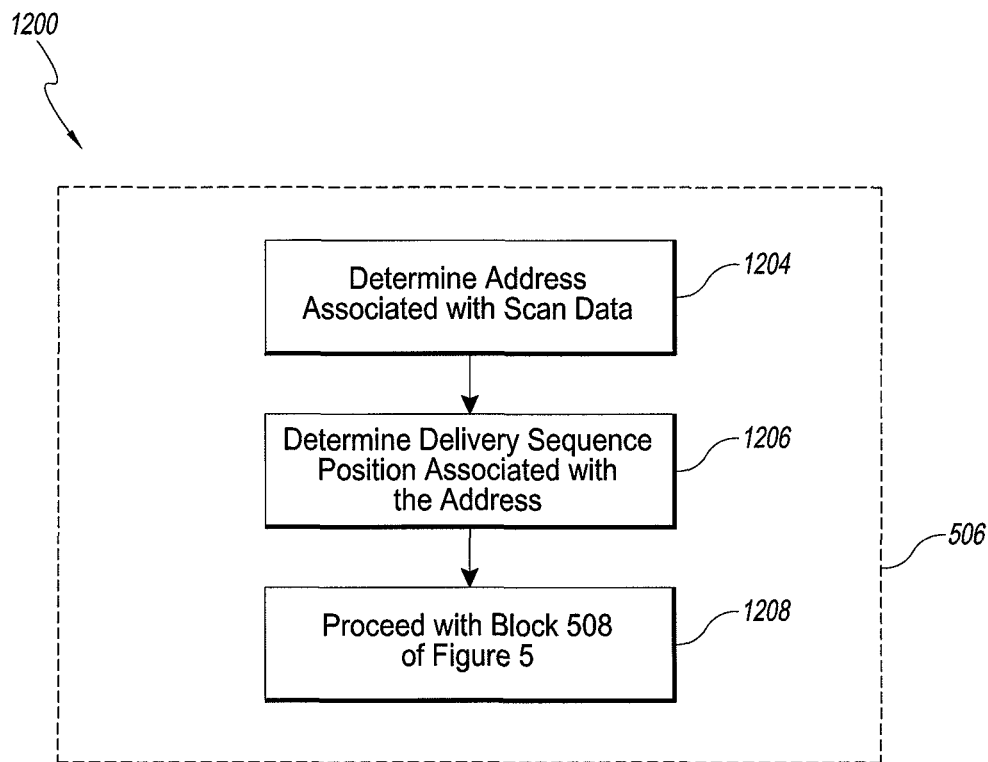 1200
Determine Address
Associated with Scan Data
1204
Determine Delivery Sequence
Position Associated with
the Address
1206
506
Proceed with Block 508
of Figure 5
1208